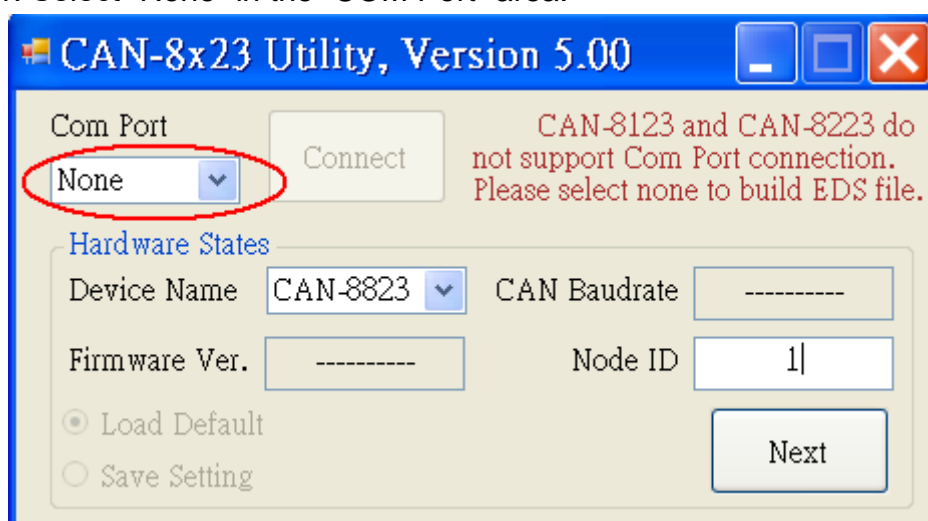 Select "None" in the "COM Port" area.
CAN-8x23 Utility, Version 5.00
Com Port
None
Connect
CAN-8123 and CAN-8223 do
not support Com Port connection.
Please select none to build EDS file.
Hardware States
Device Name CAN-8823 CAN Baudrate ----------
Firmware Ver. ---------- Node ID 1
Load Default
Save Setting
Next